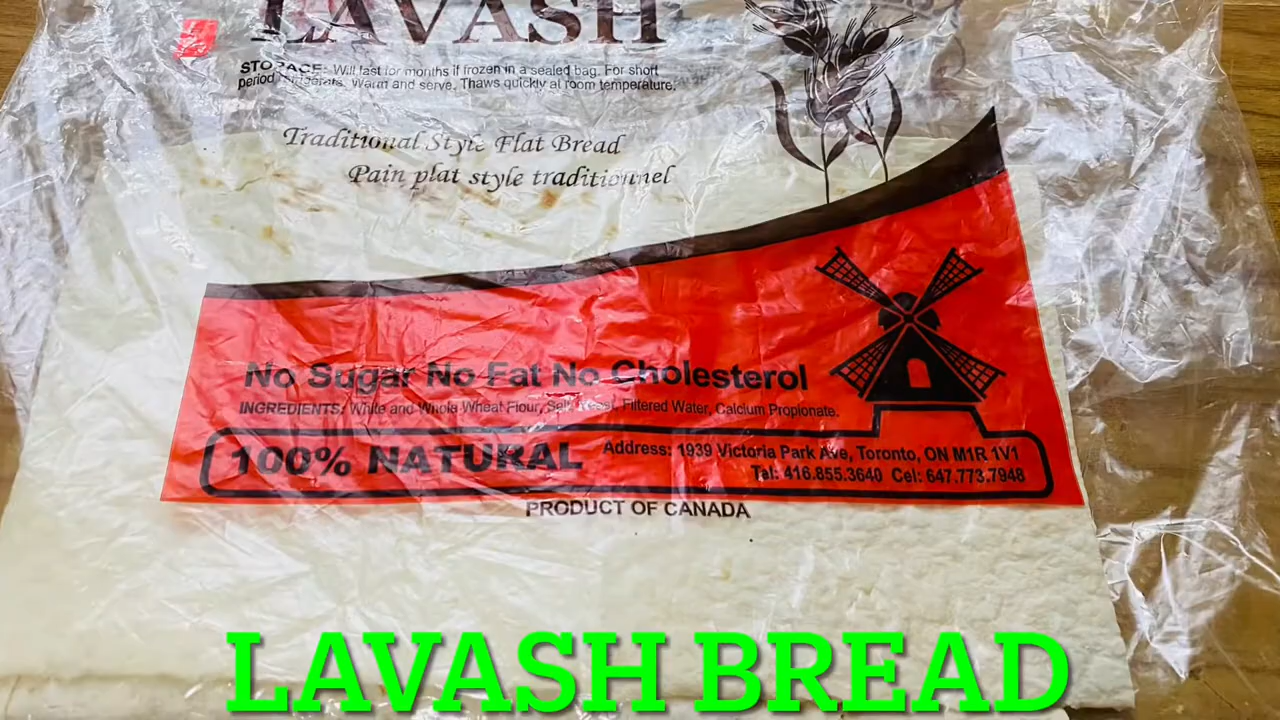 LAVASH
STORAGE: Will last for months if frozen in a sealed bag. For short
period refrigerate. Warm and serve. Thaws quickly at room temperature.
Traditional Style Flat Bread
Pain plat style traditionnel
No Sugar No Fat No Cholesterol
INGREDIENTS: White and Whole Wheat Flour, Salt, Yeast, Filtered Water, Calcium Propionate.
100% NATURAL
Address: 1939 Victoria Park Ave, Toronto, ON M1R 1V1
Tal: 416.855.3640 Cel: 647.773.7948
PRODUCT OF CANADA
LAVASH BREAD